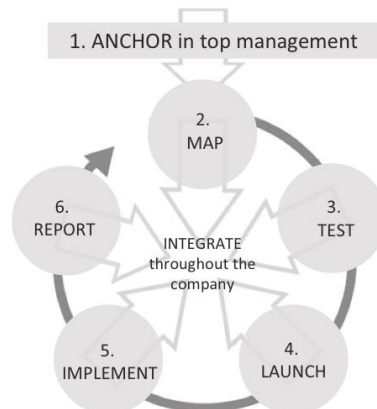 1. ANCHOR in top management
2.
MAP
3.
TEST
4.
LAUNCH
5.
IMPLEMENT
6.
REPORT
INTEGRATE
throughout the
company